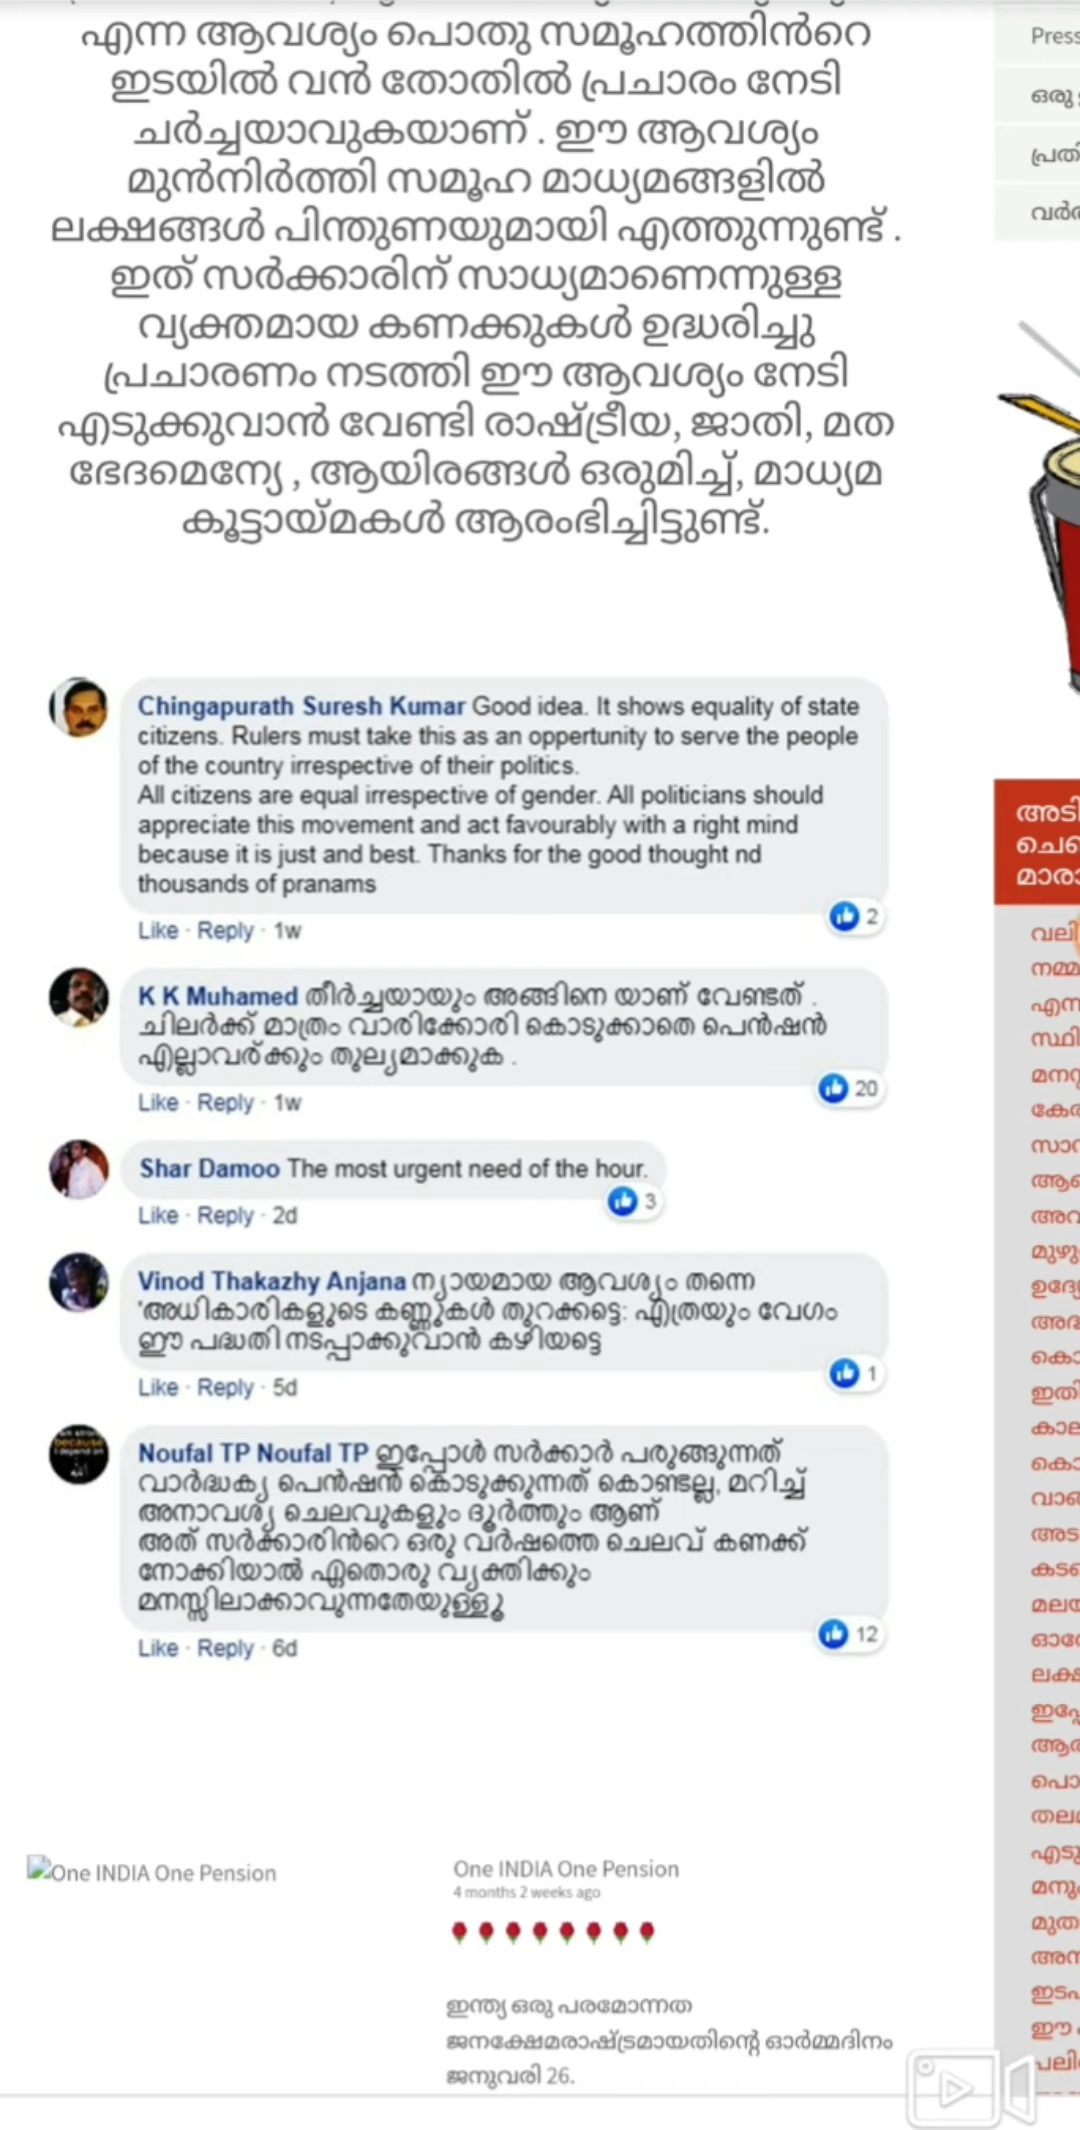 എന്ന ആവശ്യം പൊതു സമൂഹത്തിൻറെ
ഇടയിൽ വൻ തോതിൽ പ്രചാരം നേടി
ചർച്ചയാവുകയാണ് . ഈ ആവശ്യം
മുൻനിർത്തി സമൂഹ മാധ്യമങ്ങളിൽ
ലക്ഷങ്ങൾ പിന്തുണയുമായി എത്തുന്നുണ്ട് .
ഇത് സർക്കാരിന് സാധ്യമാണെന്നുള്ള
വ്യക്തമായ കണക്കുകൾ ഉദ്ധരിച്ചു
പ്രചാരണം നടത്തി ഈ ആവശ്യം നേടി
എടുക്കുവാൻ വേണ്ടി രാഷ്ട്രീയ, ജാതി, മത
ഭേദമെന്യേ , ആയിരങ്ങൾ ഒരുമിച്ച്, മാധ്യമ
കൂട്ടായ്മകൾ ആരംഭിച്ചിട്ടുണ്ട്.
Chingapurath Suresh Kumar Good idea. It shows equality of state
citizens. Rulers must take this as an oppertunity to serve the people
of the country irrespective of their politics.
All citizens are equal irrespective of gender. All politicians should
appreciate this movement and act favourably with a right mind
because it is just and best. Thanks for the good thought nd
thousands of pranams
2
Like · Reply · 1w
K K Muhamed തീർച്ചയായും അങ്ങിനെ യാണ് വേണ്ടത് .
ചിലർക്ക് മാത്രം വാരിക്കോരി കൊടുക്കാതെ പെൻഷൻ
എല്ലാവര്ക്കും തുല്യമാക്കുക .
20
Like · Reply · 1w
Shar Damoo The most urgent need of the hour.
3
Like · Reply · 2d
Vinod Thakazhy Anjana ന്യായമായ ആവശ്യം തന്നെ
'അധികാരികളുടെ കണ്ണുകൾ തുറക്കട്ടെ: എത്രയും വേഗം
ഈ പദ്ധതി നടപ്പാക്കുവാൻ കഴിയട്ടെ
1
Like · Reply · 5d
Noufal TP Noufal TP ഇപ്പോൾ സർക്കാർ പരുങ്ങുന്നത്
വാർദ്ധക്യ പെൻഷൻ കൊടുക്കുന്നത് കൊണ്ടല്ല, മറിച്ച്
അനാവശ്യ ചെലവുകളും ദൂർത്തും ആണ്
അത് സർക്കാരിൻറെ ഒരു വർഷത്തെ ചെലവ് കണക്ക്
നോക്കിയാൽ ഏതൊരു വ്യക്തിക്കും
മനസ്സിലാക്കാവുന്നതേയുള്ളൂ
12
Like · Reply · 6d
One INDIA One Pension
One INDIA One Pension
4 months 2 weeks ago
ഇന്ത്യ ഒരു പരമോന്നത
ജനക്ഷേമരാഷ്ട്രമായതിന്റെ ഓർമ്മദിനം
ജനുവരി 26.
Press
ഒരു